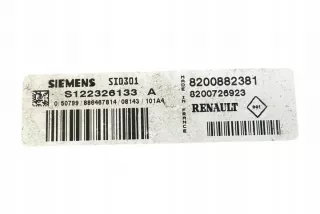 SIEMENS SID301
S122326133 A
8200882381
8200726923
RENAULT